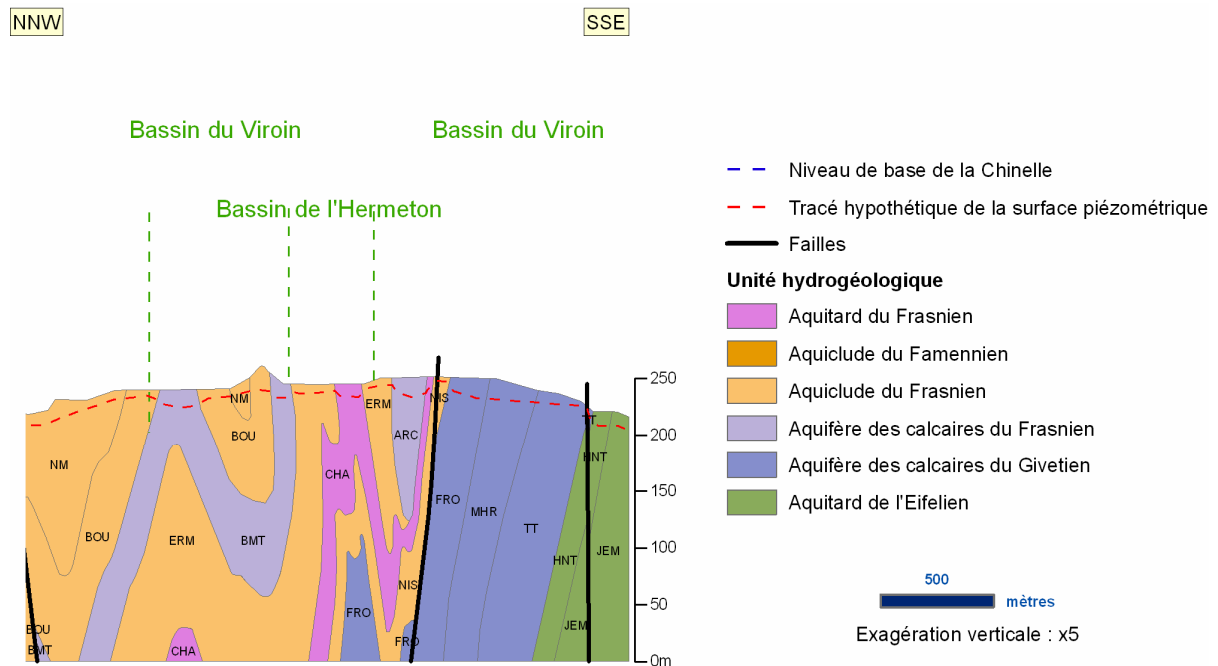 NNW
SSE
Bassin du Viroin
Bassin du Viroin
Bassin de l'Hermeton
Niveau de base de la Chinelle
Tracé hypothétique de la surface piézométrique
Failles
Unité hydrogéologique
Aquitard du Frasnien
Aquiclude du Famennien
Aquiclude du Frasnien
Aquifère des calcaires du Frasnien
Aquifère des calcaires du Givetien
Aquitard de l'Eifelien
500
mètres
Exagération verticale : x5
250
200
150
100
50
0m
NM
ERM
NIS
TT
BOU
ARC
NM
HNT
CHA
FRO
MHR
TT
BOU
ERM
BMT
JEM
HNT
NIS
FRO
BOU
JEM
FRO
BMT
CHA